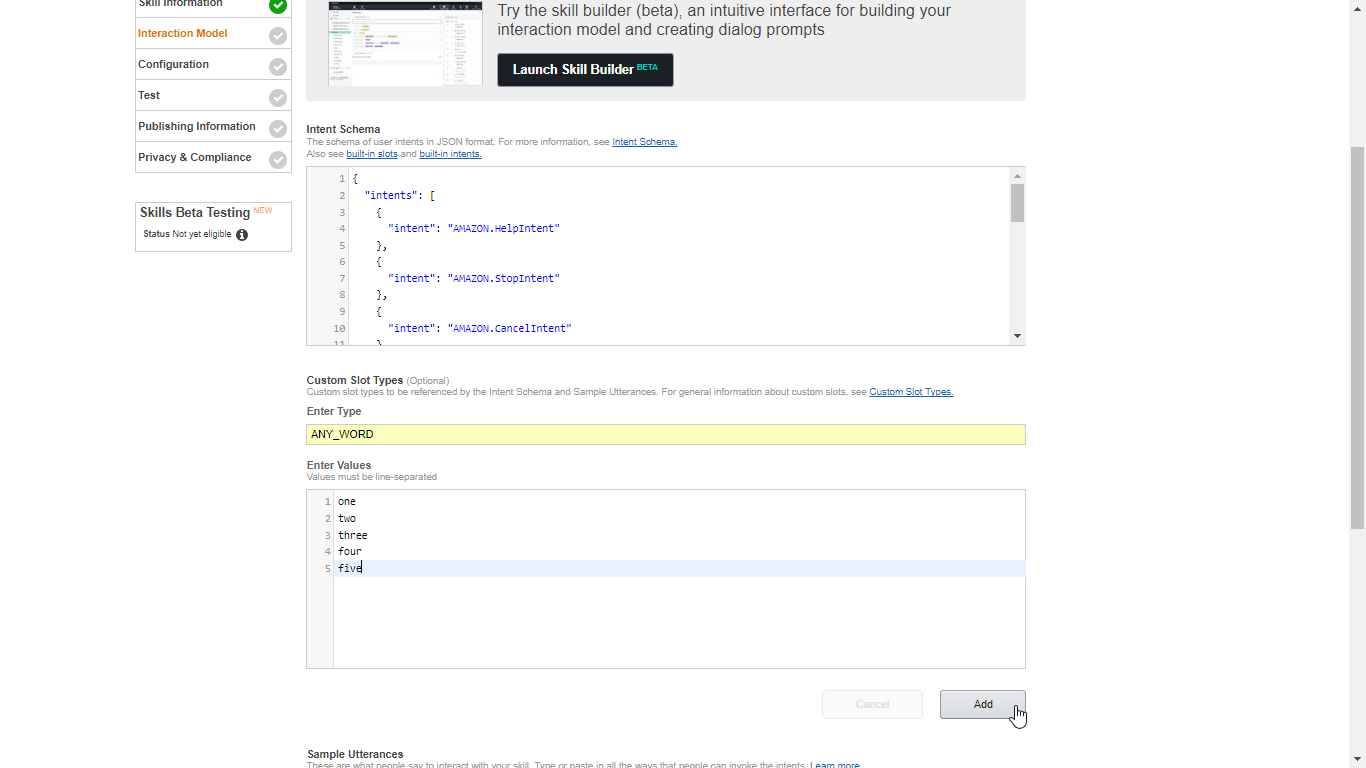 Skill Information
Interaction Model
Configuration
Test
Publishing Information
Privacy & Compliance
Skills Beta Testing NEW
Status Not yet eligible
Try the skill builder (beta), an intuitive interface for building your
interaction model and creating dialog prompts
Launch Skill Builder BETA
Intent Schema
The schema of user intents in JSON format. For more information, see Intent Schema.
Also see built-in slots and built-in intents.
1 {
2 "intents": [
3 {
4 "intent": "AMAZON.HelpIntent"
5 },
6 {
7 "intent": "AMAZON.StopIntent"
8 },
9 {
10 "intent": "AMAZON.CancelIntent"
11 }
Custom Slot Types (Optional)
Custom slot types to be referenced by the Intent Schema and Sample Utterances. For general information about custom slots, see Custom Slot Types.
Enter Type
ANY_WORD
Enter Values
Values must be line-separated
1 one
2 two
3 three
4 four
5 five
Cancel
Add
Sample Utterances
These are what people say to interact with your skill. Type or paste in all the ways that people can invoke the intents. Learn more